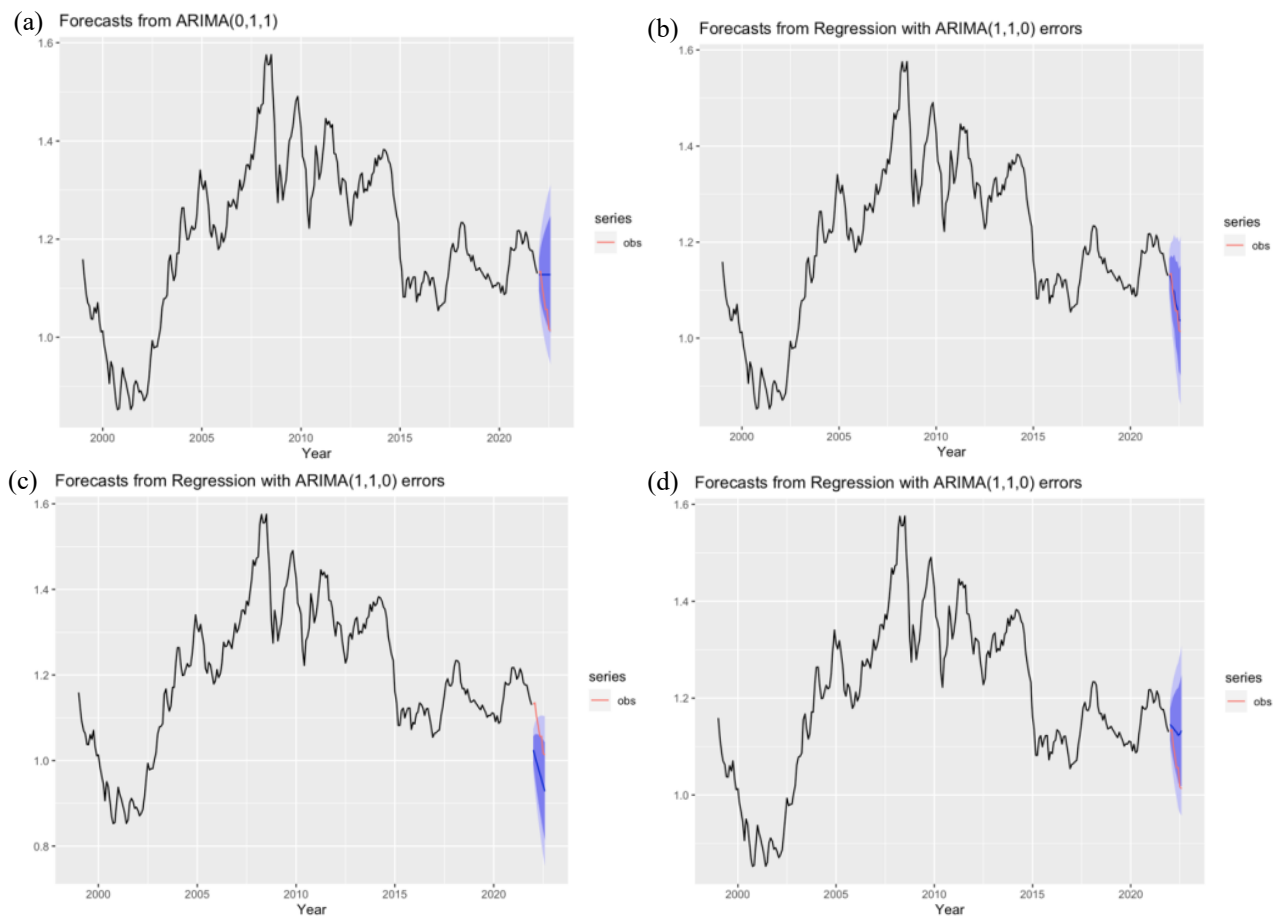 (a) Forecasts from ARIMA(0,1,1)
1.6
1.4
1.2
1.0
2000 2005 2010 2015 2020
Year
series
obs
(b) Forecasts from Regression with ARIMA(1,1,0) errors
1.6
1.4
1.2
1.0
2000 2005 2010 2015 2020
Year
series
obs
(c) Forecasts from Regression with ARIMA(1,1,0) errors
1.6
1.4
1.2
1.0
0.8
2000 2005 2010 2015 2020
Year
series
obs
(d) Forecasts from Regression with ARIMA(1,1,0) errors
1.6
1.4
1.2
1.0
2000 2005 2010 2015 2020
Year
series
obs